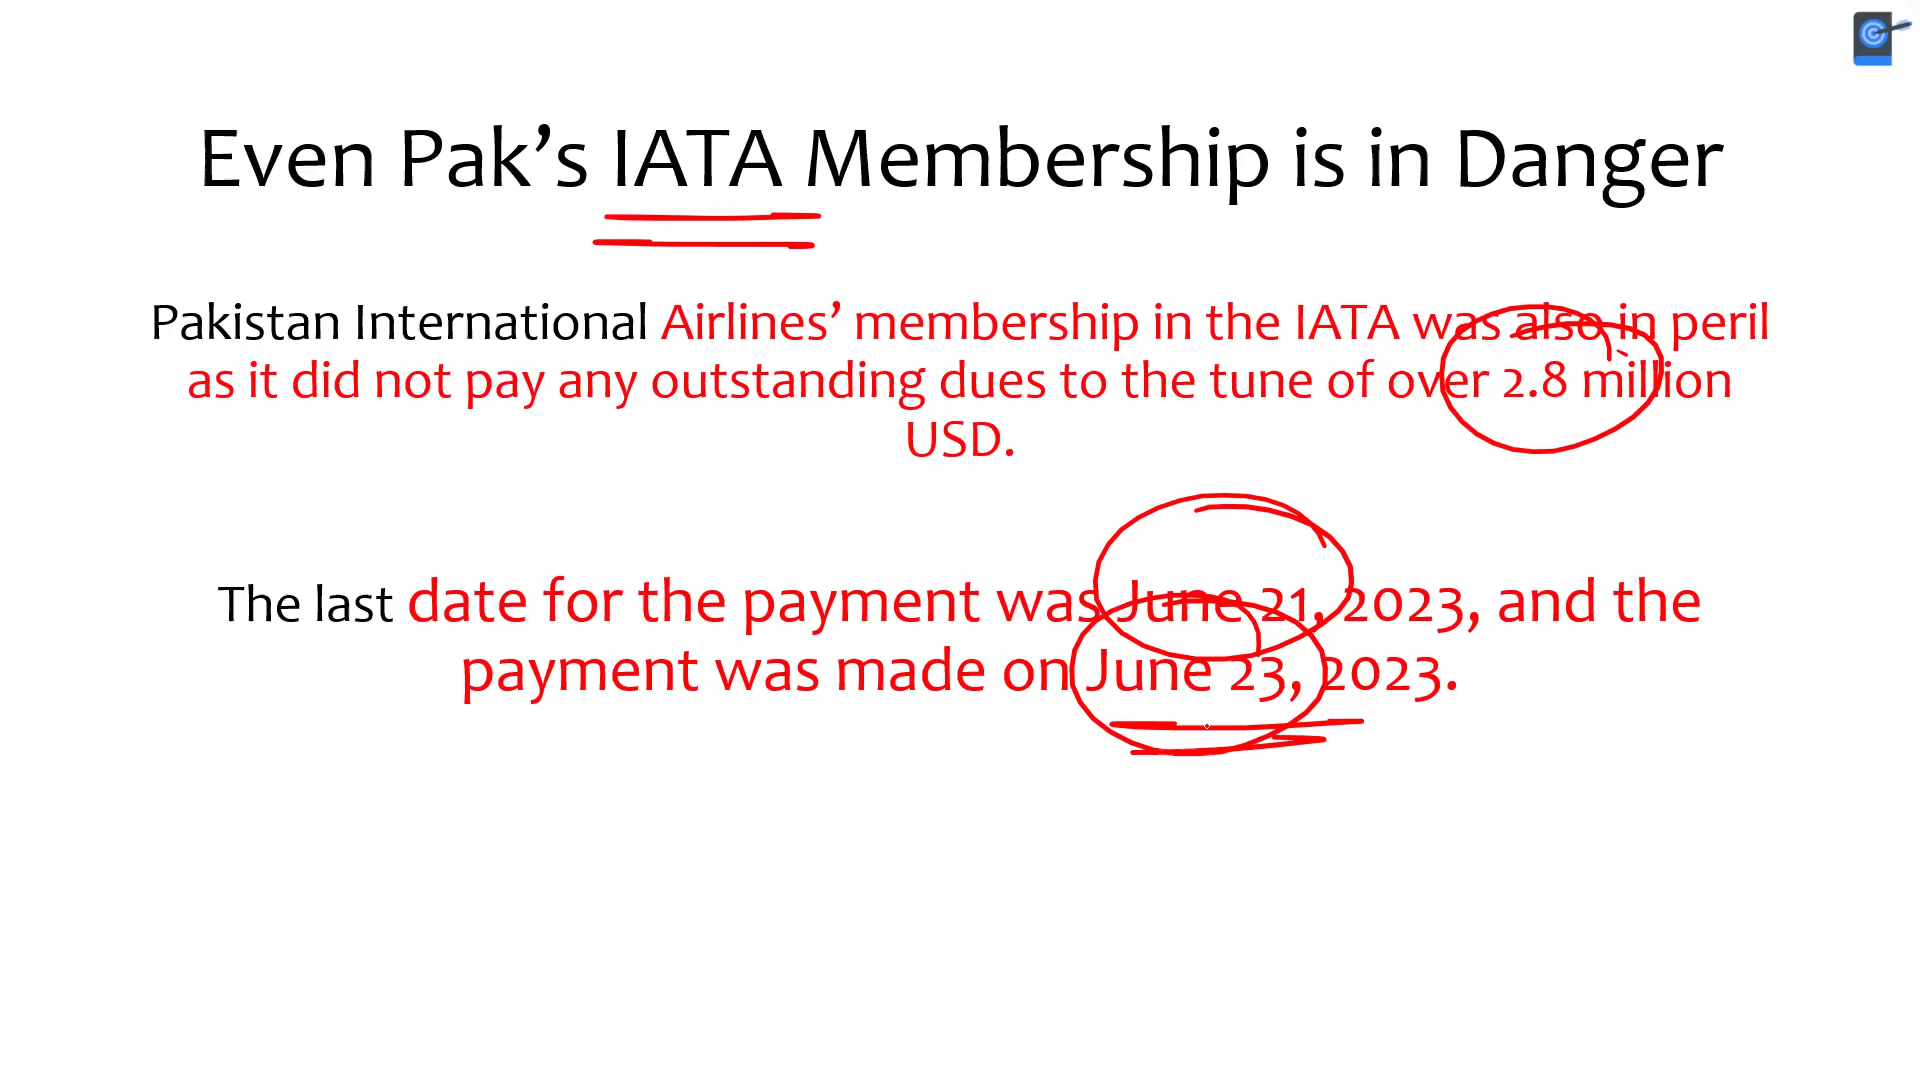 Even Pak’s IATA Membership is in Danger
Pakistan International Airlines’ membership in the IATA was also in peril
as it did not pay any outstanding dues to the tune of over 2.8 million
USD.
The last date for the payment was June 21, 2023, and the
payment was made on June 23, 2023.